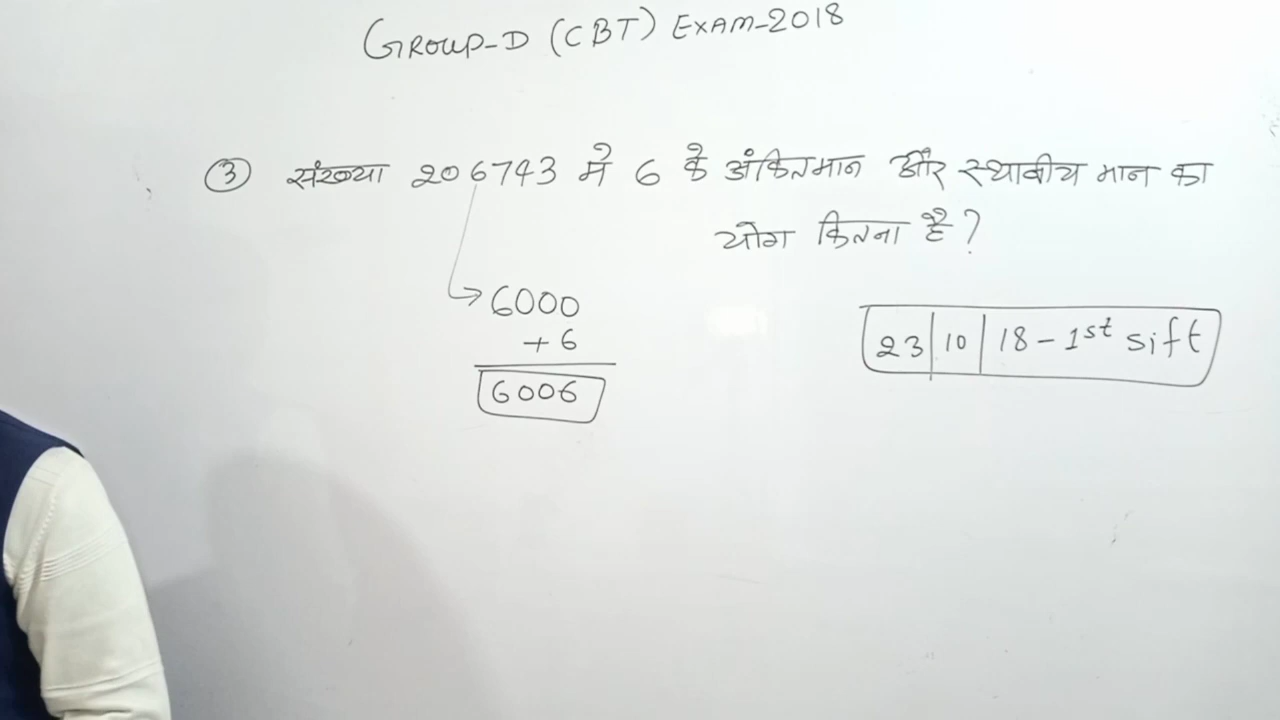 GROUP-D (CBT) EXAM-2018
③ संख्या 206743 में 6 के अंकितमान और स्थानीय मान का
योग कितना है?
6000
+ 6
6006
23|10|18-1st sift